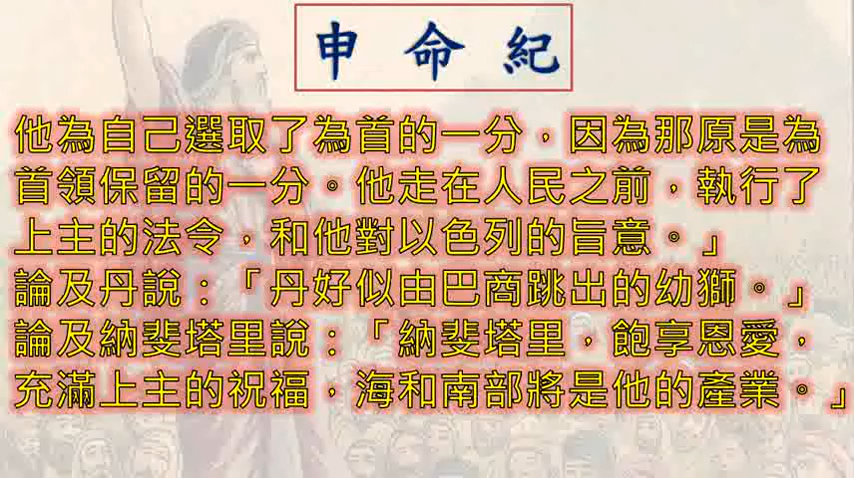 申命紀
他為自己選取了為首的一分，因為那原是為
首領保留的一分。他走在人民之前，執行了
上主的法令，和他對以色列的旨意。」
論及丹說：「丹好似由巴商跳出的幼獅。」
論及納斐塔里說：「納斐塔里，飽享恩愛，
充滿上主的祝福，海和南部將是他的產業。」